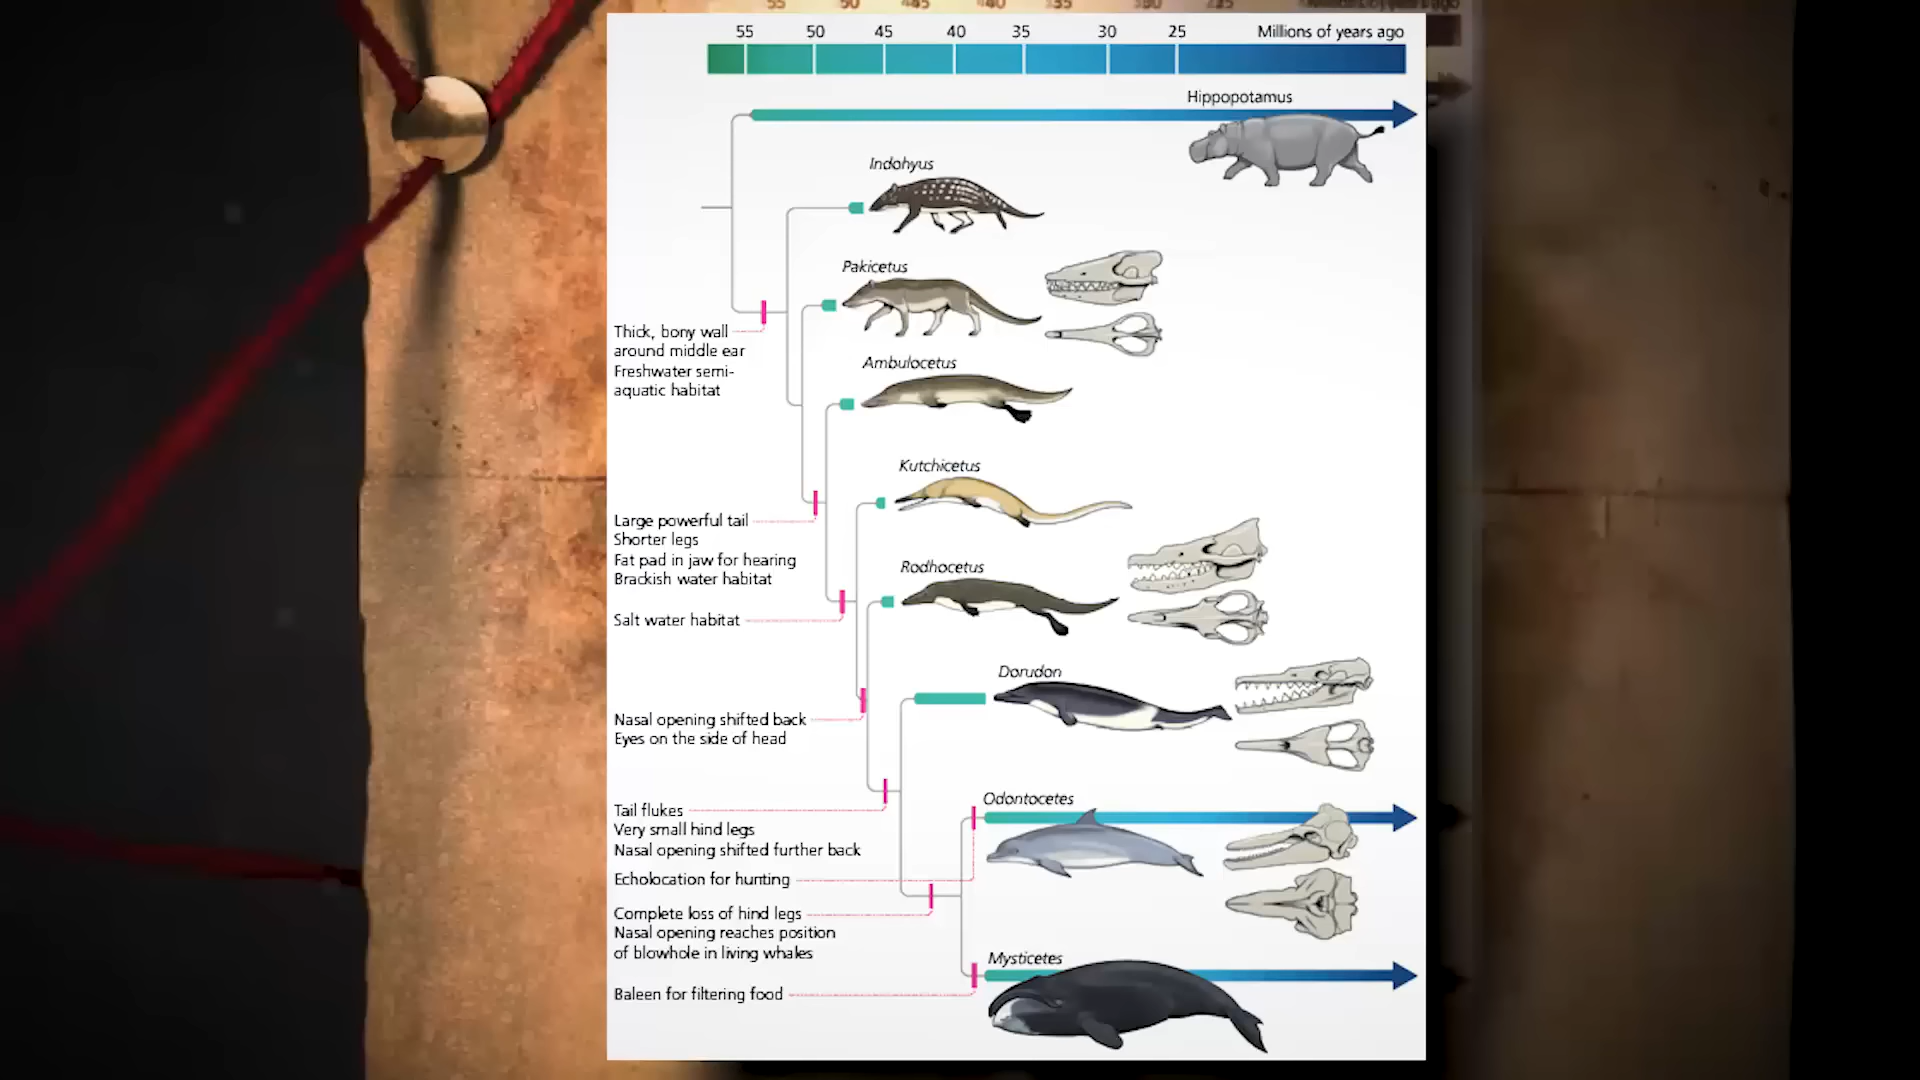 55 50 45 40 35 30 25 Millions of years ago
Hippopotamus
Indohyus
Pakicetus
Thick, bony wall
around middle ear
Freshwater semi-
aquatic habitat
Ambulocetus
Kutchicetus
Large powerful tail
Shorter legs
Fat pad in jaw for hearing
Brackish water habitat
Rodhocetus
Salt water habitat
Dorudon
Nasal opening shifted back
Eyes on the side of head
Tail flukes
Very small hind legs
Nasal opening shifted further back
Odontocetes
Echolocation for hunting
Complete loss of hind legs
Nasal opening reaches position
of blowhole in living whales
Mysticetes
Baleen for filtering food